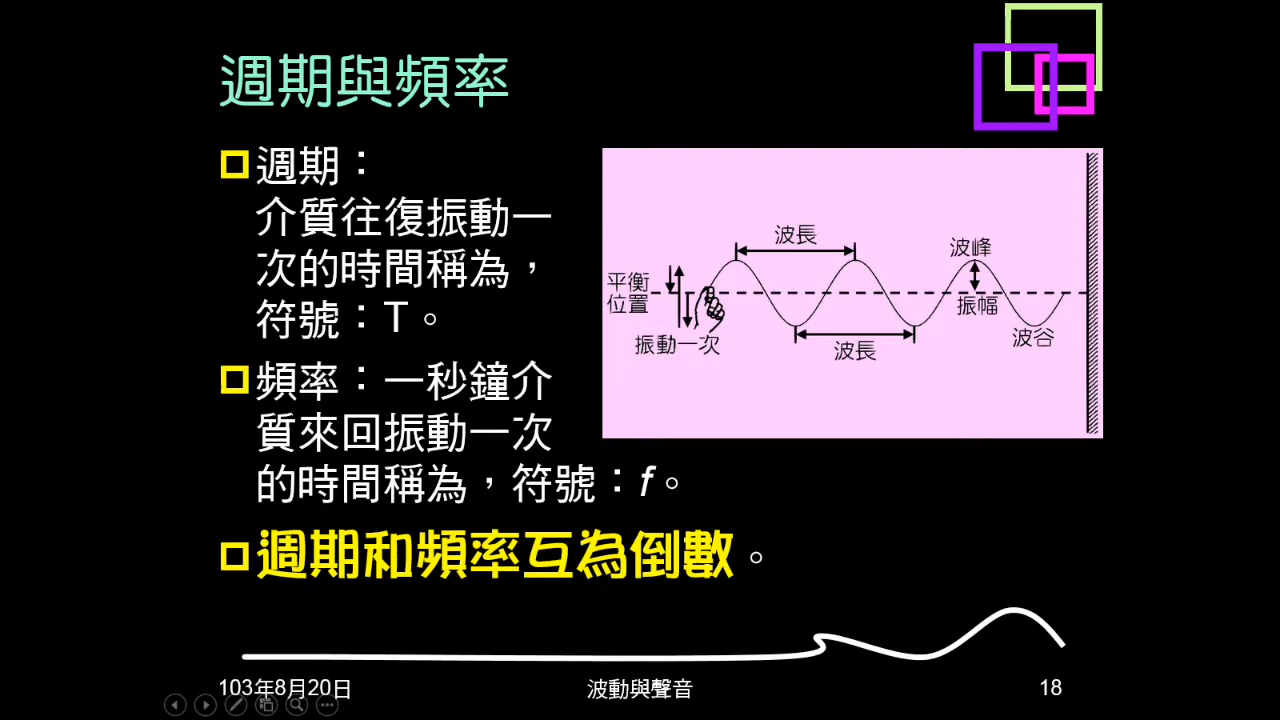 週期與頻率
週期：
介質往復振動一
次的時間稱為，
符號：T。
頻率：一秒鐘介
質來回振動一次
的時間稱為，符號：f。
週期和頻率互為倒數。
波長
波峰
平衡
位置
振幅
振動一次
波長
波谷
103年8月20日
波動與聲音
18